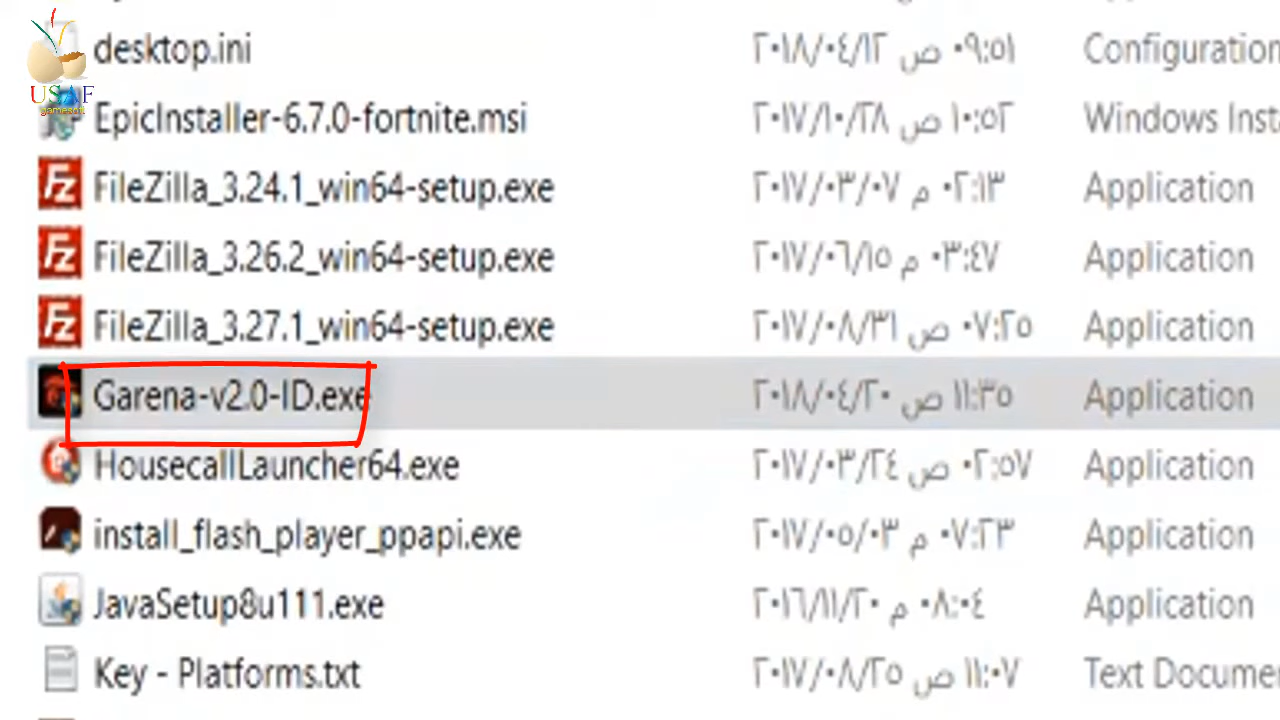 USAF
gamesoft
desktop.ini ٢٠١٨/٠٤/١٢ ص ٠٩:٥١ Configuration
EpicInstaller-6.7.0-fortnite.msi ٢٠١٧/١٠/٢٨ ص ١٠:٥٢ Windows Inst
FileZilla_3.24.1_win64-setup.exe ٢٠١٧/٠٣/٠٧ م ٠٢:١٣ Application
FileZilla_3.26.2_win64-setup.exe ٢٠١٧/٠٦/١٥ م ٠٣:٤٧ Application
FileZilla_3.27.1_win64-setup.exe ٢٠١٧/٠٨/٣١ ص ٠٧:٢٥ Application
Garena-v2.0-ID.exe ٢٠١٨/٠٤/٢٠ ص ١١:٣٥ Application
HousecallLauncher64.exe ٢٠١٧/٠٣/٢٤ ص ٠٢:٥٧ Application
install_flash_player_ppapi.exe ٢٠١٧/٠٥/٠٣ م ٠٧:٢٣ Application
JavaSetup8u111.exe ٢٠١٦/١١/٢٠ م ٠٨:٠٤ Application
Key - Platforms.txt ٢٠١٧/٠٨/٢٥ ص ١١:٠٧ Text Docume